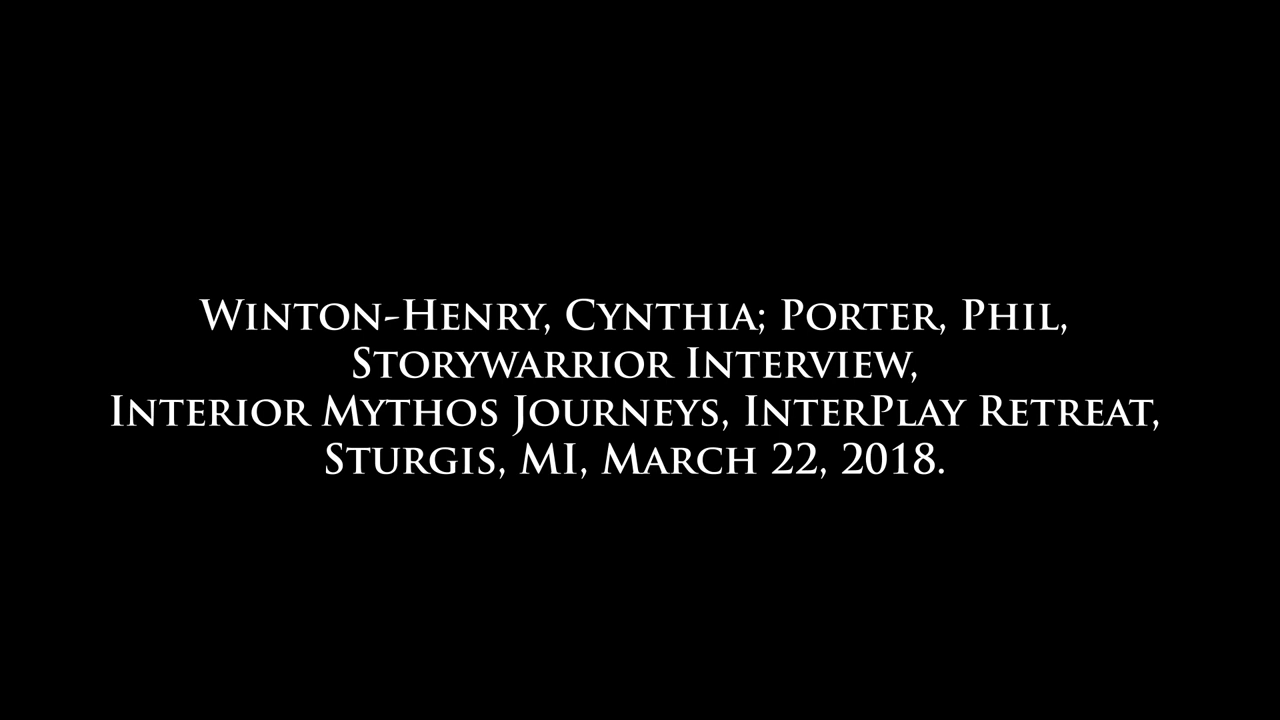 Winton-Henry, Cynthia; Porter, Phil,
Storywarrior Interview,
Interior Mythos Journeys, InterPlay Retreat,
Sturgis, MI, March 22, 2018.